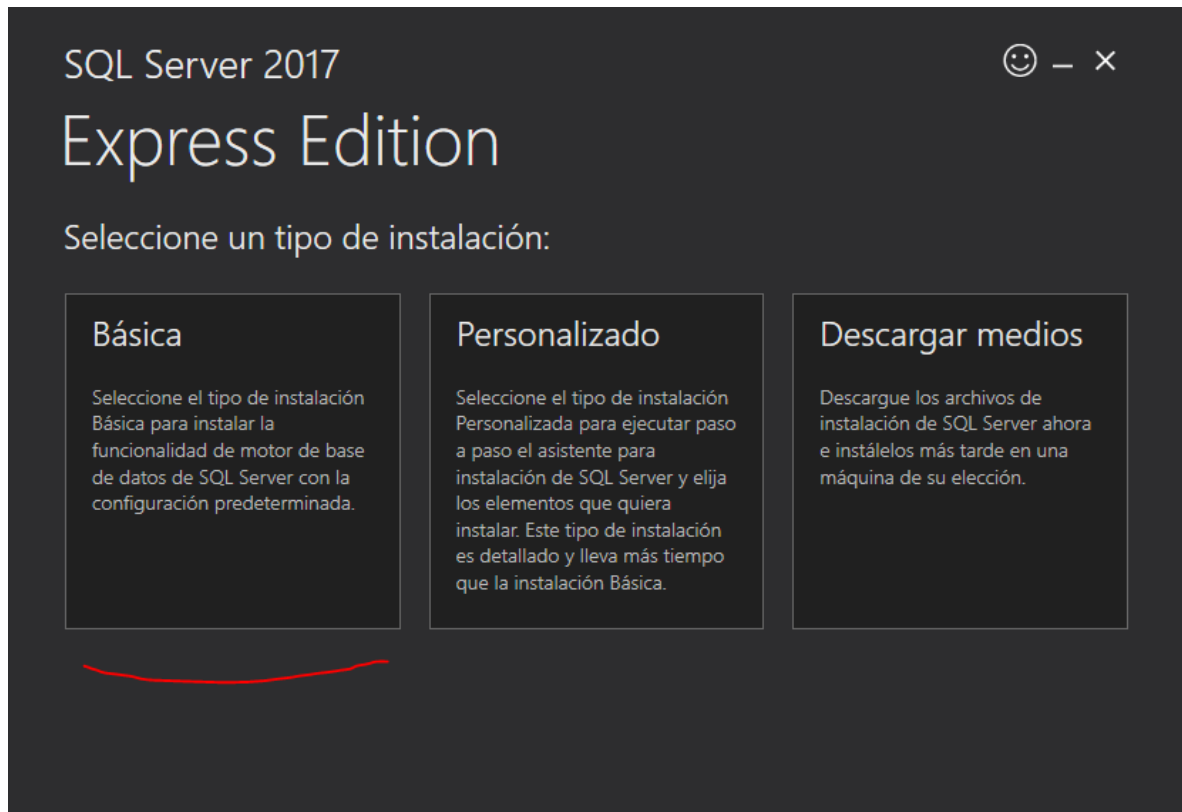 SQL Server 2017
Express Edition
Seleccione un tipo de instalación:
Básica
Seleccione el tipo de instalación
Básica para instalar la
funcionalidad de motor de base
de datos de SQL Server con la
configuración predeterminada.
Personalizado
Seleccione el tipo de instalación
Personalizada para ejecutar paso
a paso el asistente para
instalación de SQL Server y elija
los elementos que quiera
instalar. Este tipo de instalación
es detallado y lleva más tiempo
que la instalación Básica.
Descargar medios
Descargue los archivos de
instalación de SQL Server ahora
e instálelos más tarde en una
máquina de su elección.